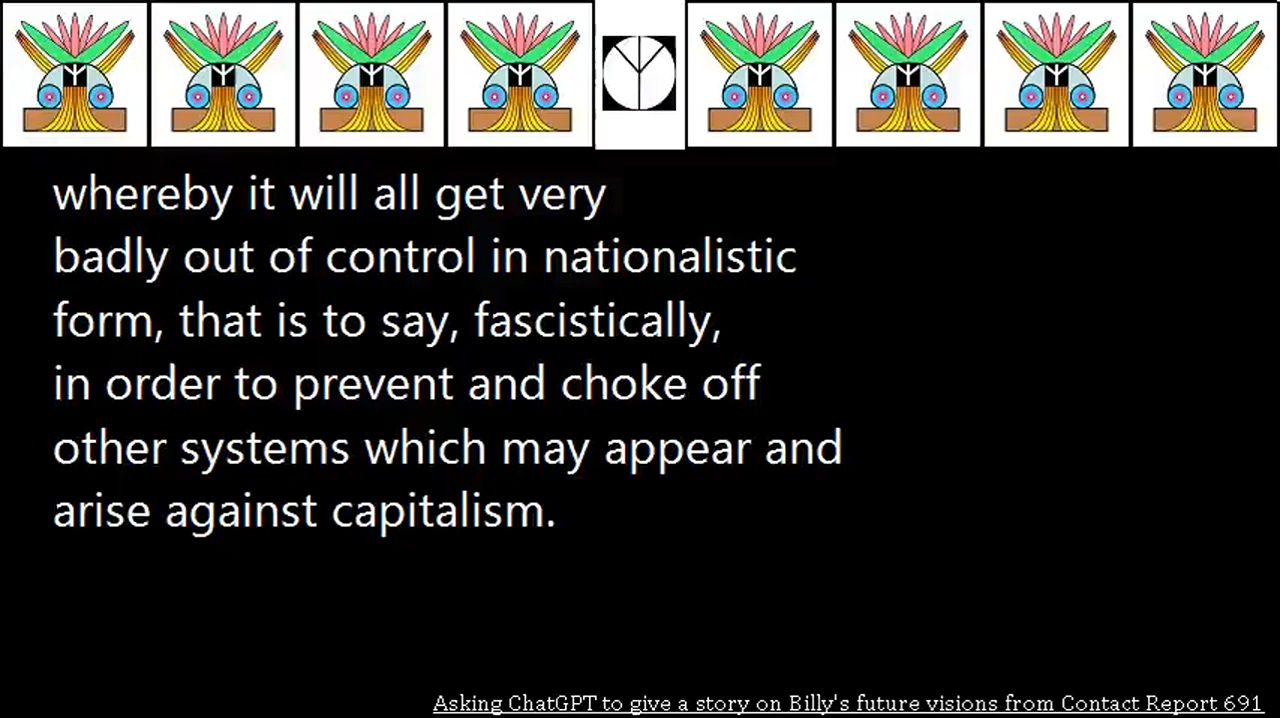 whereby it will all get very
badly out of control in nationalistic
form, that is to say, fascistically,
in order to prevent and choke off
other systems which may appear and
arise against capitalism.
Asking ChatGPT to give a story on Billy's future visions from Contact Report 691